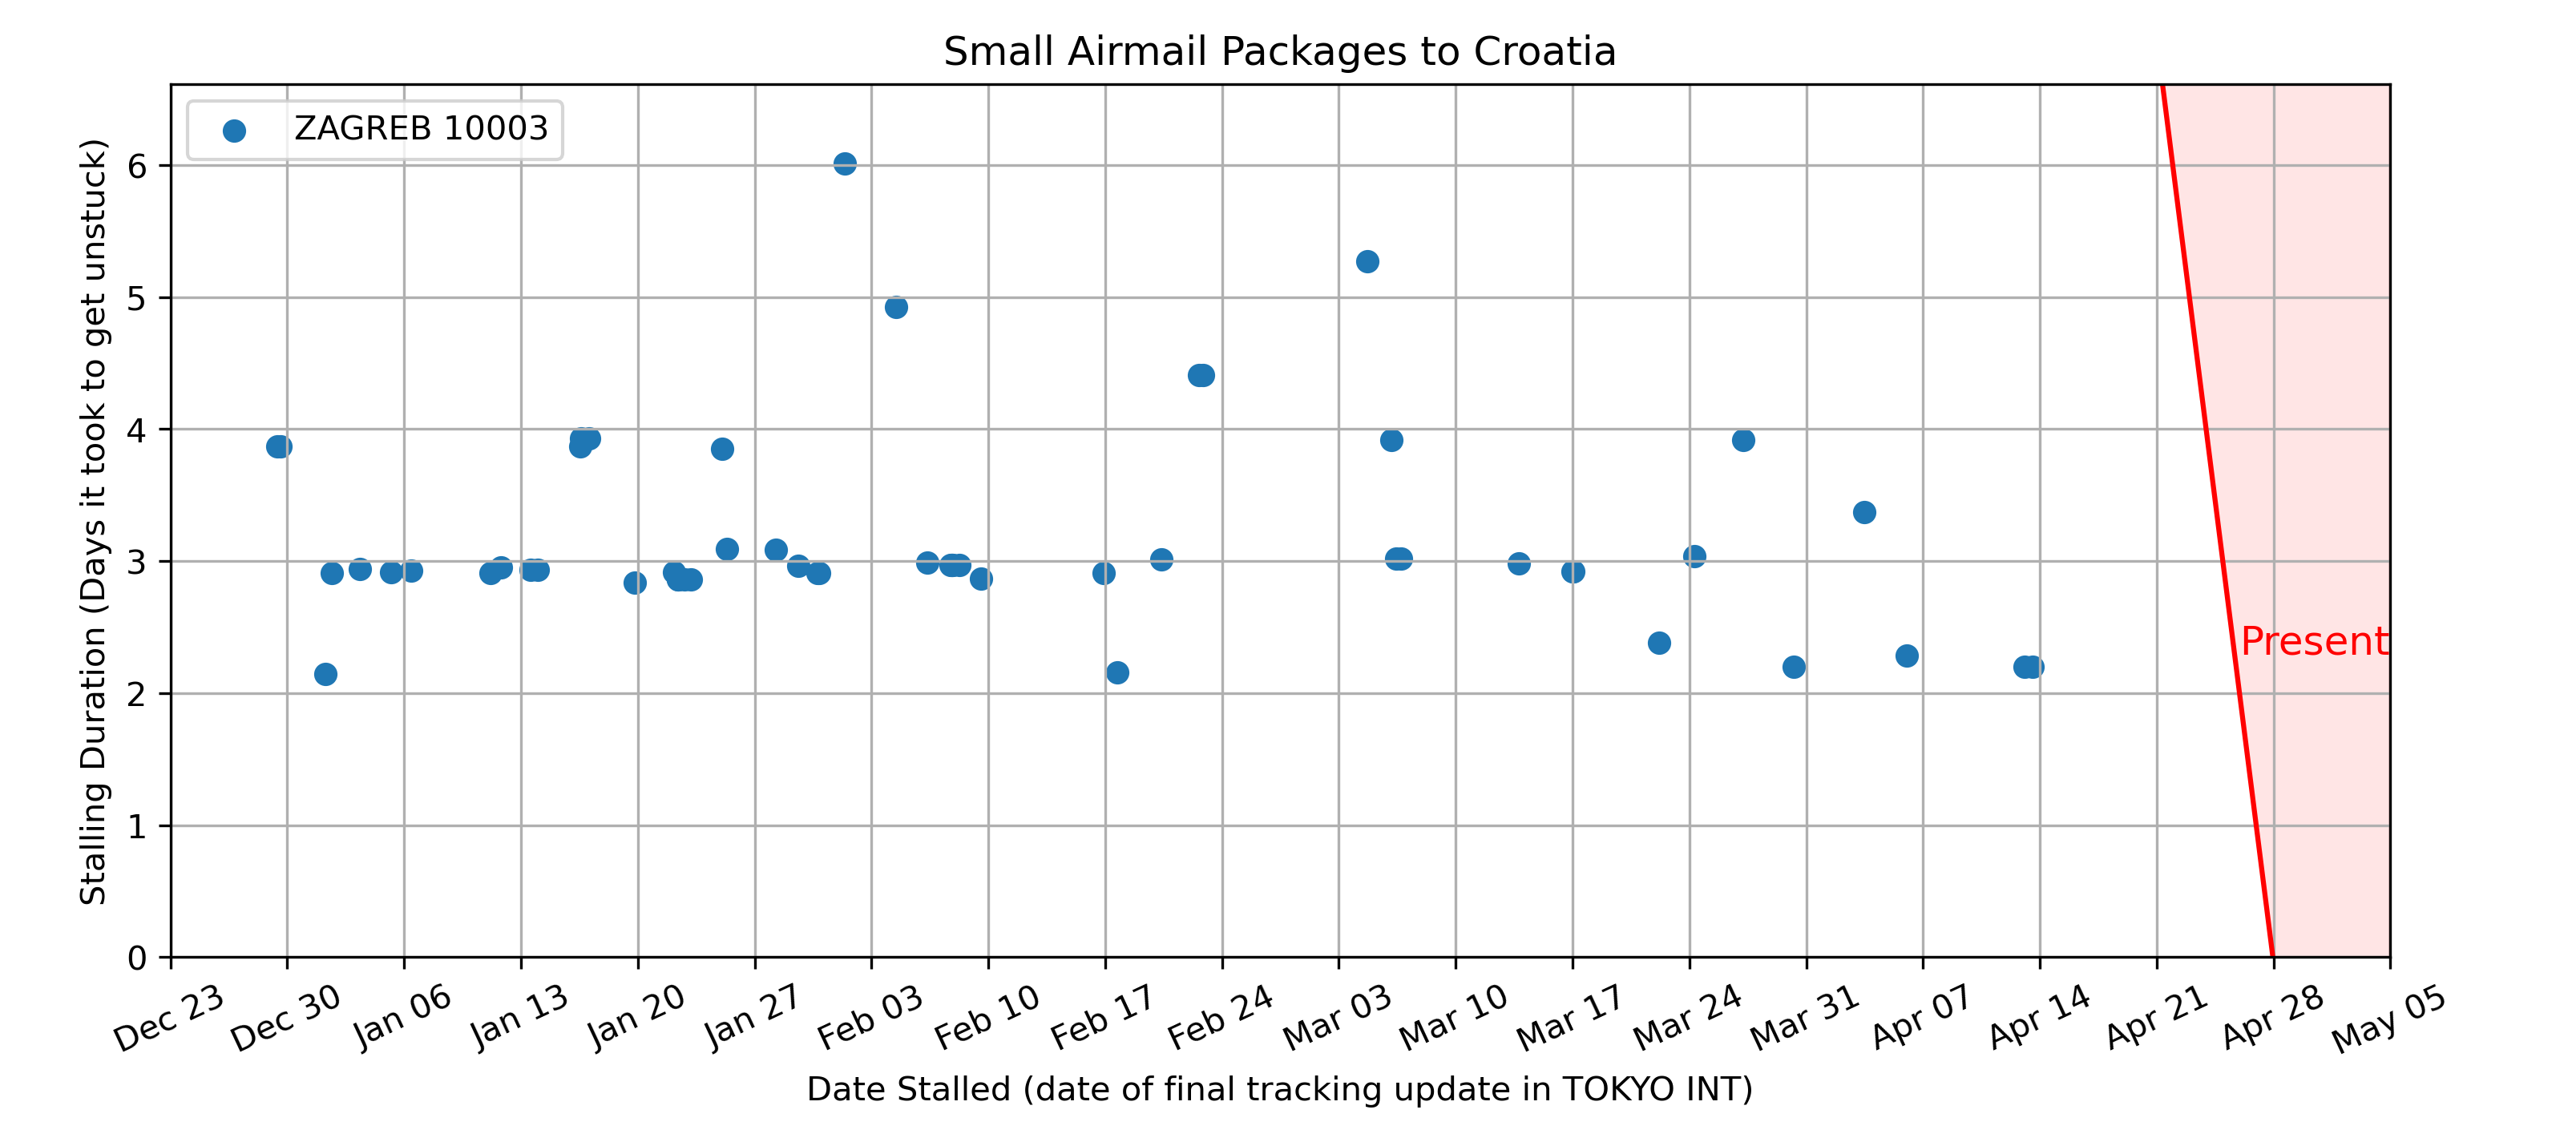 Small Airmail Packages to Croatia
ZAGREB 10003
Stalling Duration (Days it took to get unstuck)
6
5
4
3
2
1
0
Present
Dec 23
Dec 30
Jan 06
Jan 13
Jan 20
Jan 27
Feb 03
Feb 10
Feb 17
Feb 24
Mar 03
Mar 10
Mar 17
Mar 24
Mar 31
Apr 07
Apr 14
Apr 21
Apr 28
May 05
Date Stalled (date of final tracking update in TOKYO INT)